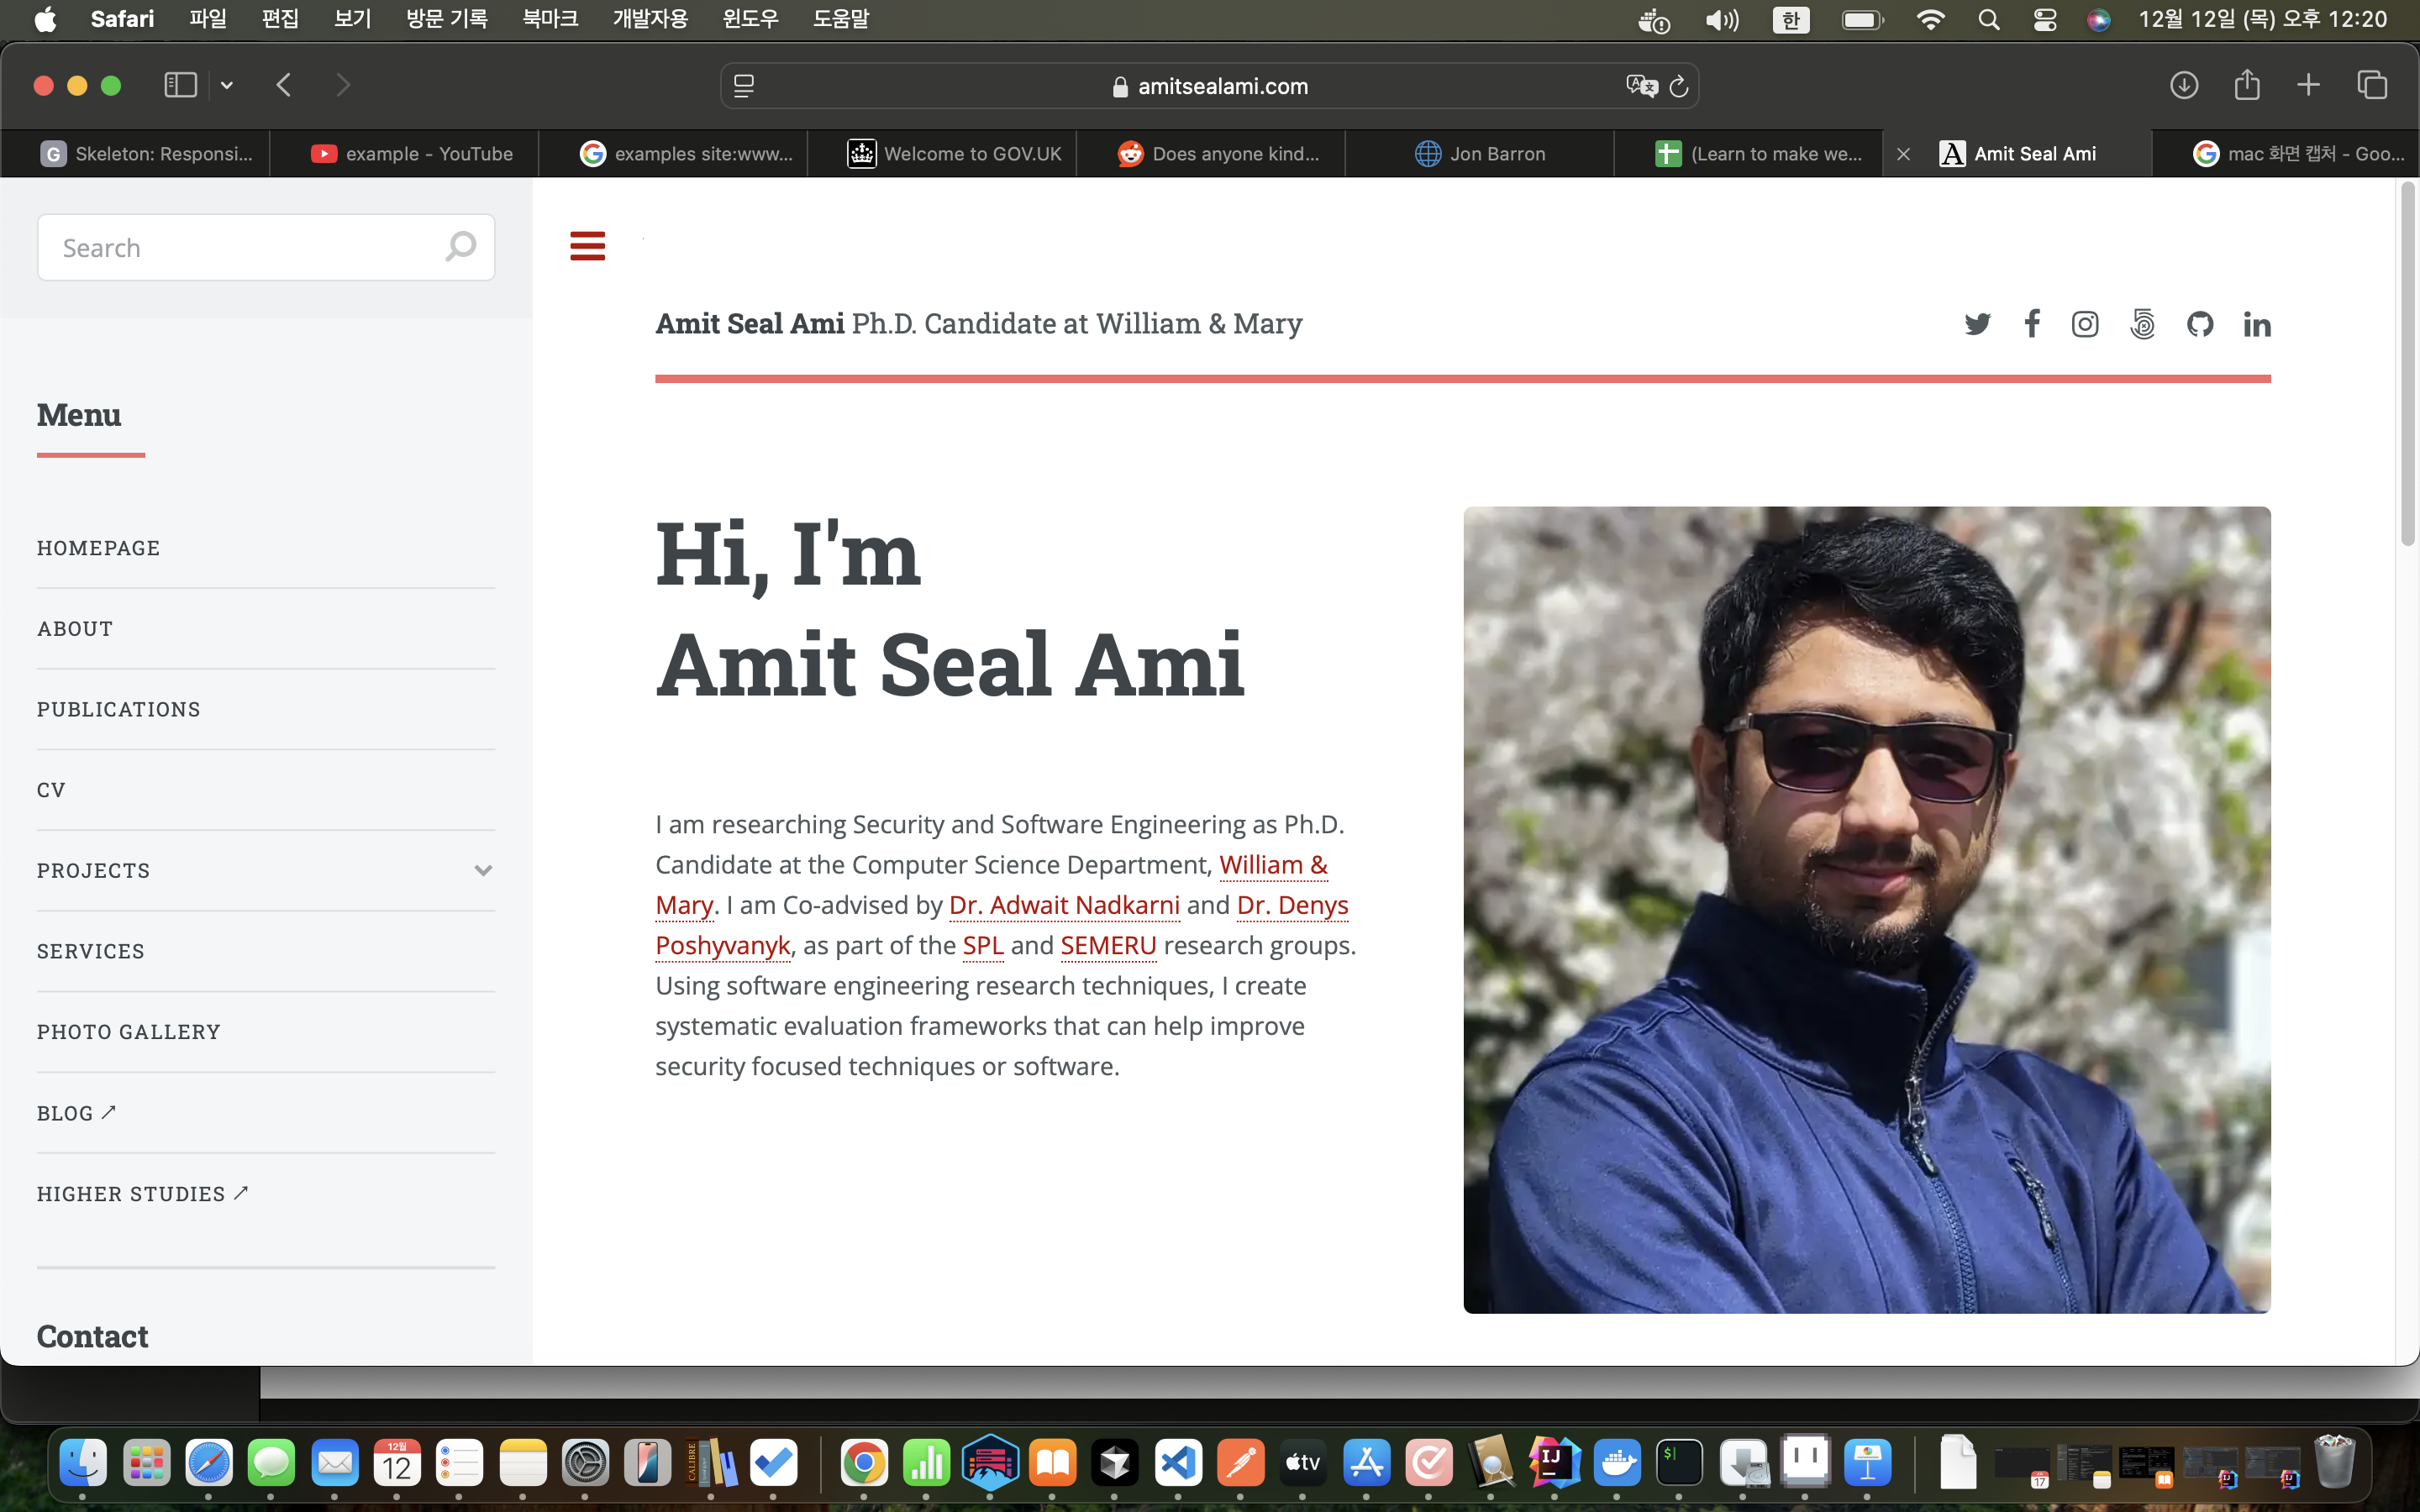 Safari 파일 편집 보기 방문 기록 북마크 개발자용 윈도우 도움말 한 12월 12일 (목) 오후 12:20
amitsealami.com
G Skeleton: Responsi... example - YouTube examples site:www... Welcome to GOV.UK Does anyone kind... Jon Barron (Learn to make we... A Amit Seal Ami mac 화면 캡처 - Goo...
Search
Menu
HOMEPAGE
ABOUT
PUBLICATIONS
CV
PROJECTS
SERVICES
PHOTO GALLERY
BLOG ↗
HIGHER STUDIES ↗
Contact
Amit Seal Ami Ph.D. Candidate at William & Mary
Hi, I'm
Amit Seal Ami
I am researching Security and Software Engineering as Ph.D.
Candidate at the Computer Science Department, William &
Mary. I am Co-advised by Dr. Adwait Nadkarni and Dr. Denys
Poshyvanyk, as part of the SPL and SEMERU research groups.
Using software engineering research techniques, I create
systematic evaluation frameworks that can help improve
security focused techniques or software.
12월
12
CALIBRE
tv
IJ
$
17